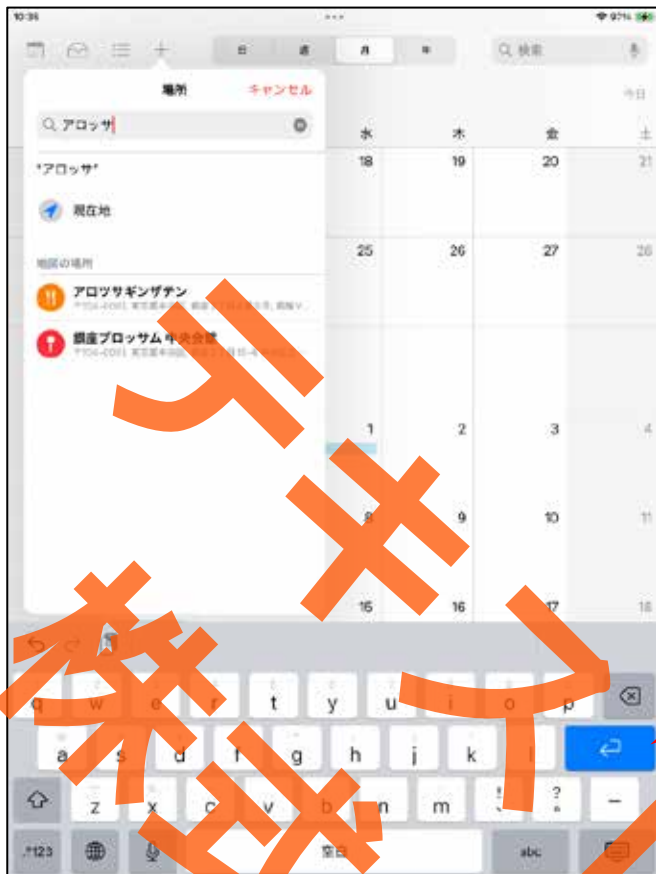 10:36
97%
日 週 月 年
検索
場所 キャンセル
今日
アロッサ
水 木 金 土
"アロッサ"
18 19 20 21
現在地
25 26 27 28
地図の場所
アロツサギンザテン
銀座ブロッサム 中央会館
1 2 3 4
8 9 10 11
15 16 17 18
テキス
株式
q w e r t y u i o p
a s d f g h j k l
z x c v b n m ! ?
.?123 空白 abc